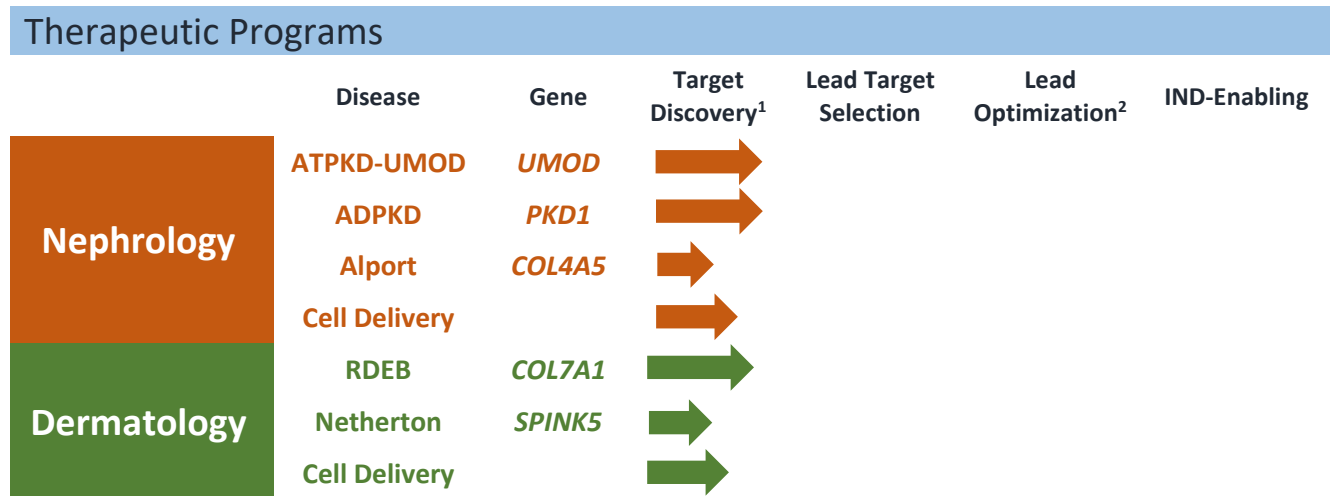 Therapeutic Programs
Disease Gene Target Discovery¹ Lead Target Selection Lead Optimization² IND-Enabling
Nephrology
ATPKD-UMOD UMOD
ADPKD PKD1
Alport COL4A5
Cell Delivery
Dermatology
RDEB COL7A1
Netherton SPINK5
Cell Delivery